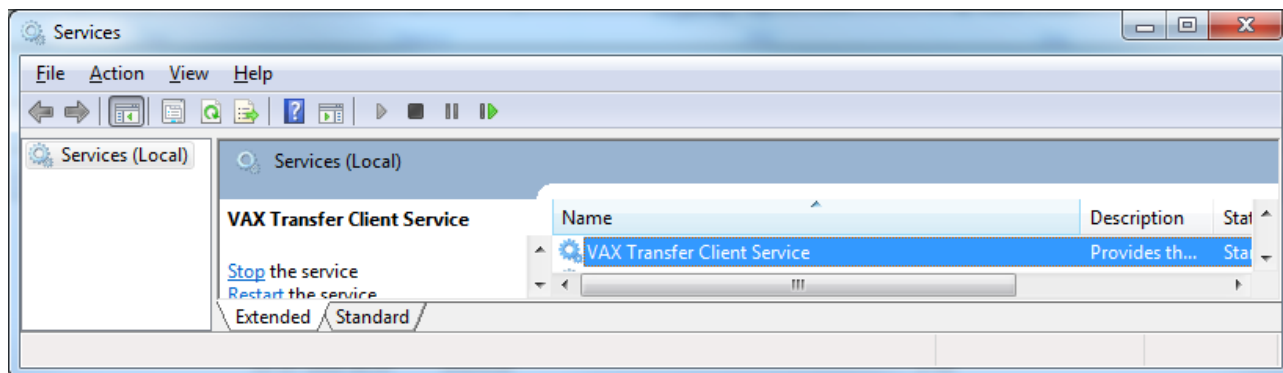 Services
File Action View Help
Services (Local)
Services (Local)
VAX Transfer Client Service
Stop the service
Restart the service
Name Description Stat
VAX Transfer Client Service Provides th... Star
Extended Standard